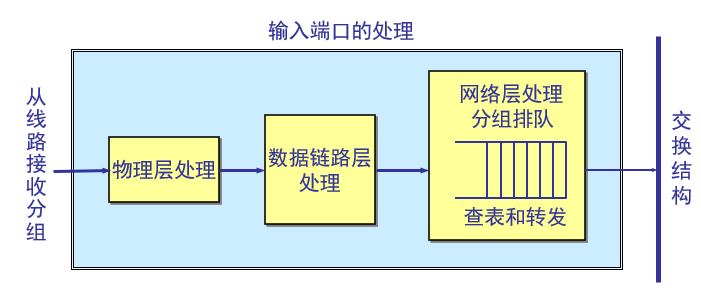 输入端口的处理
从线路接收分组
物理层处理
数据链路层
处理
网络层处理
分组排队
查表和转发
交换结构